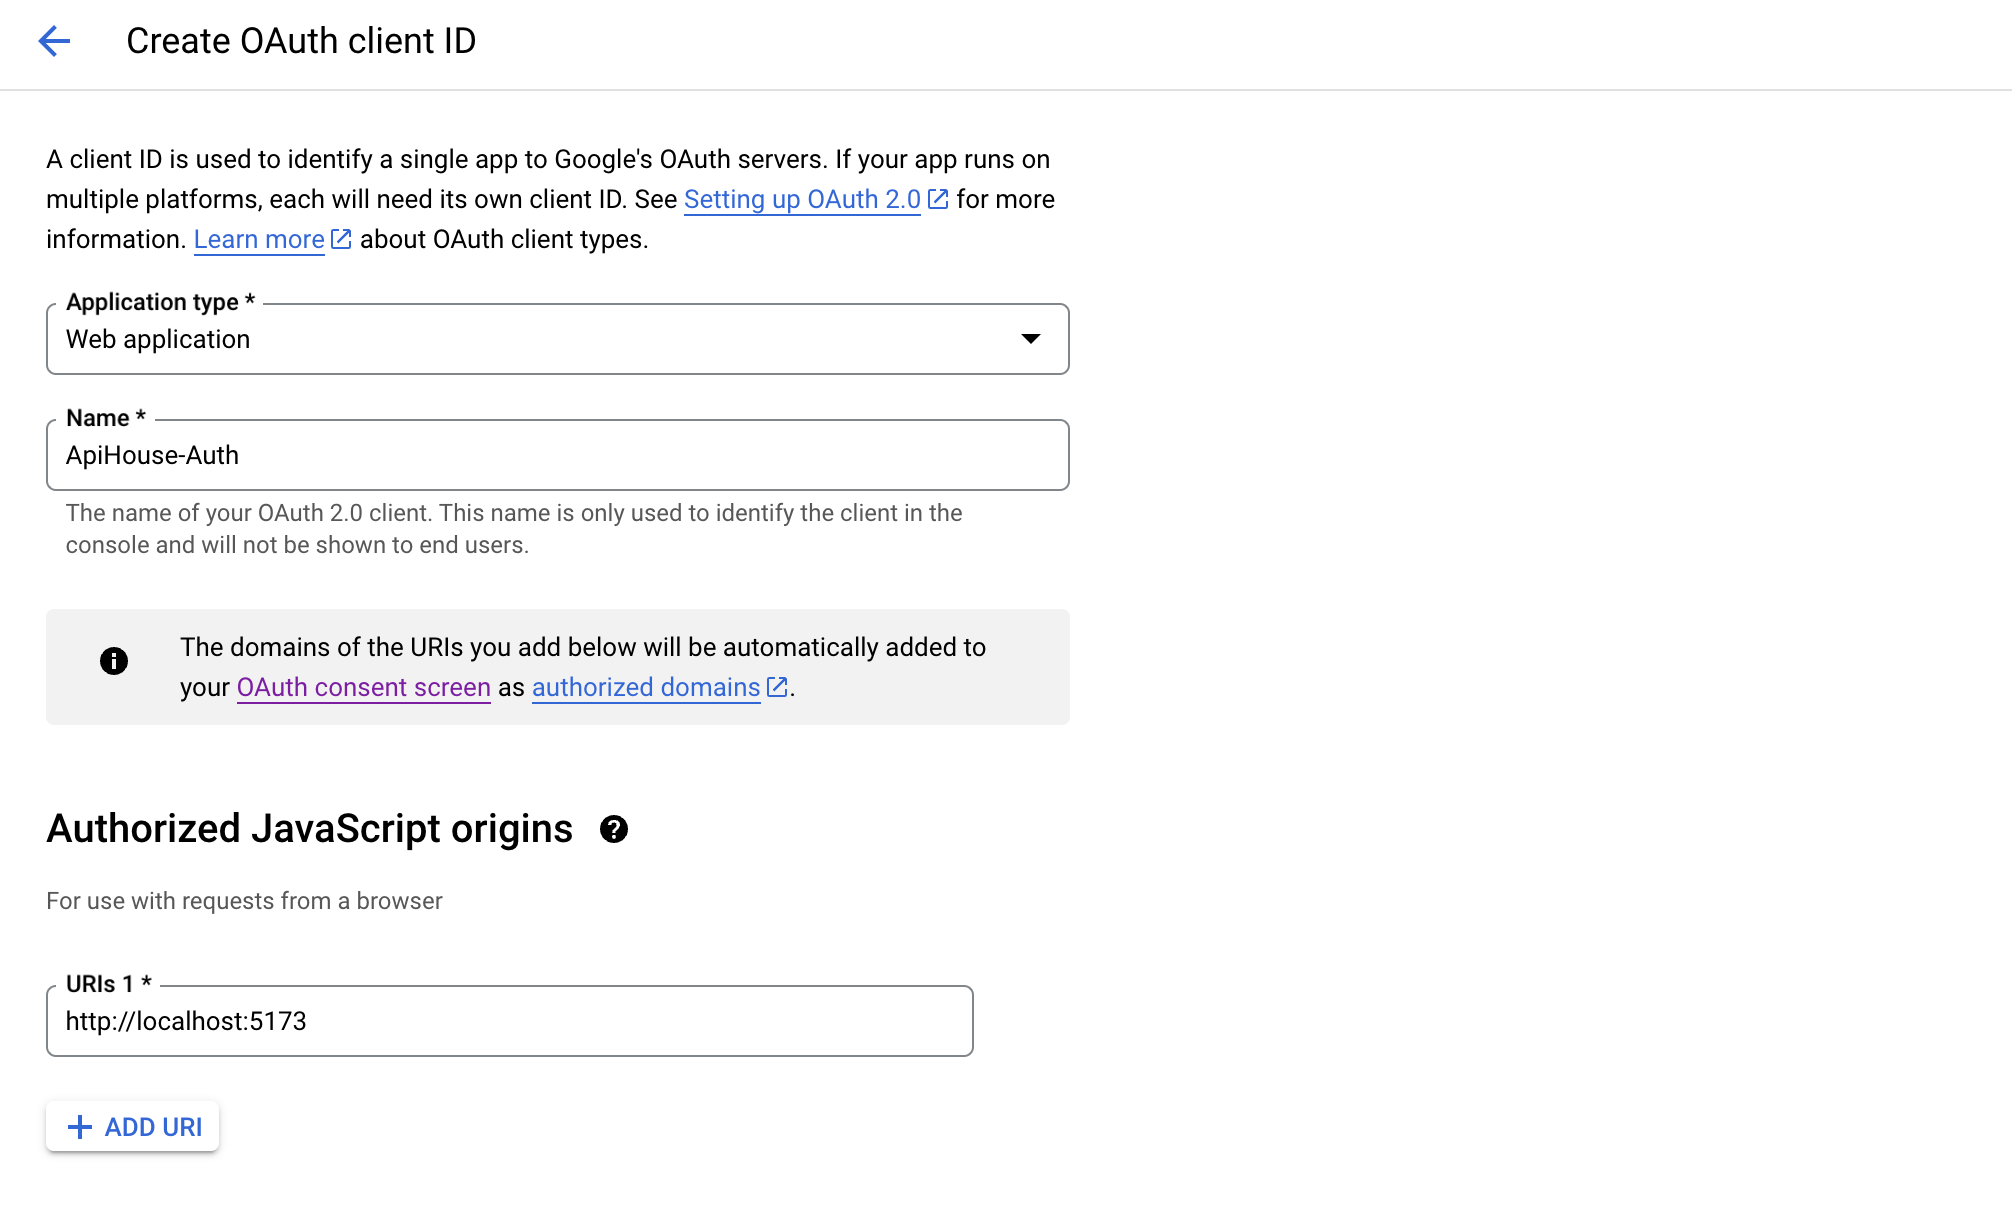 Create OAuth client ID
A client ID is used to identify a single app to Google's OAuth servers. If your app runs on
multiple platforms, each will need its own client ID. See Setting up OAuth 2.0 for more
information. Learn more about OAuth client types.
Application type *
Web application
Name *
ApiHouse-Auth
The name of your OAuth 2.0 client. This name is only used to identify the client in the
console and will not be shown to end users.
The domains of the URIs you add below will be automatically added to
your OAuth consent screen as authorized domains.
Authorized JavaScript origins
For use with requests from a browser
URIs 1 *
http://localhost:5173
ADD URI